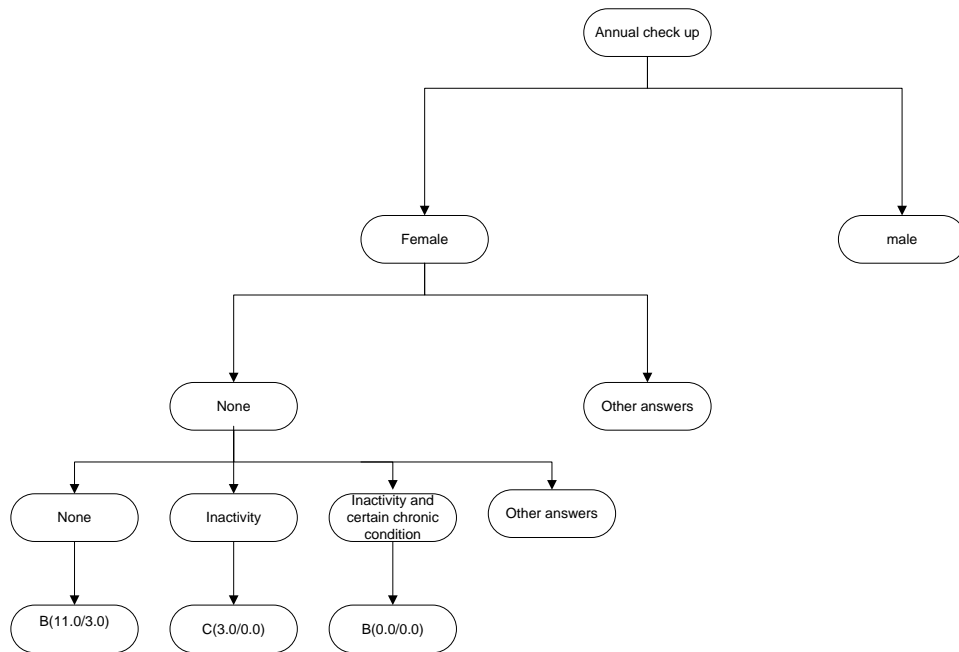 Annual check up
Female
male
None
Other answers
None
Inactivity
Inactivity and
certain chronic
condition
Other answers
B(11.0/3.0)
C(3.0/0.0)
B(0.0/0.0)